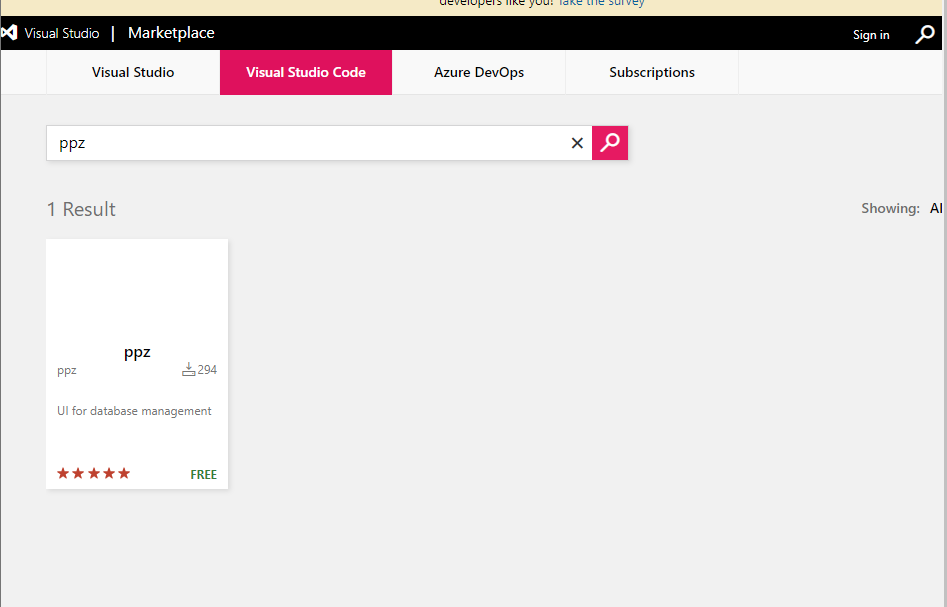 developers like you! Take the survey
Visual Studio | Marketplace
Sign in
Visual Studio
Visual Studio Code
Azure DevOps
Subscriptions
ppz
1 Result
Showing:
ppz
ppz
294
UI for database management
FREE